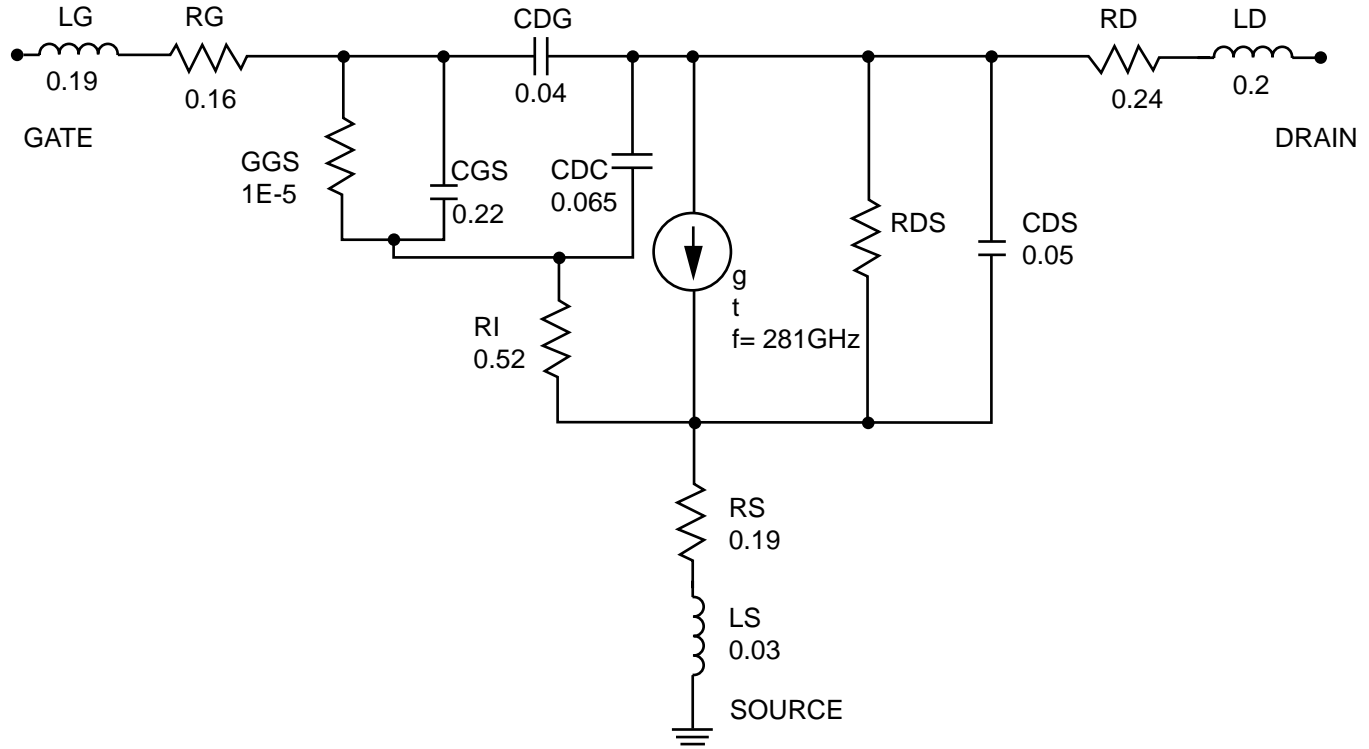 LG
0.19
GATE
RG
0.16
CDG
0.04
RD
0.24
LD
0.2
DRAIN
GGS
1E-5
CGS
0.22
CDC
0.065
g
t
f= 281GHz
RDS
CDS
0.05
RI
0.52
RS
0.19
LS
0.03
SOURCE